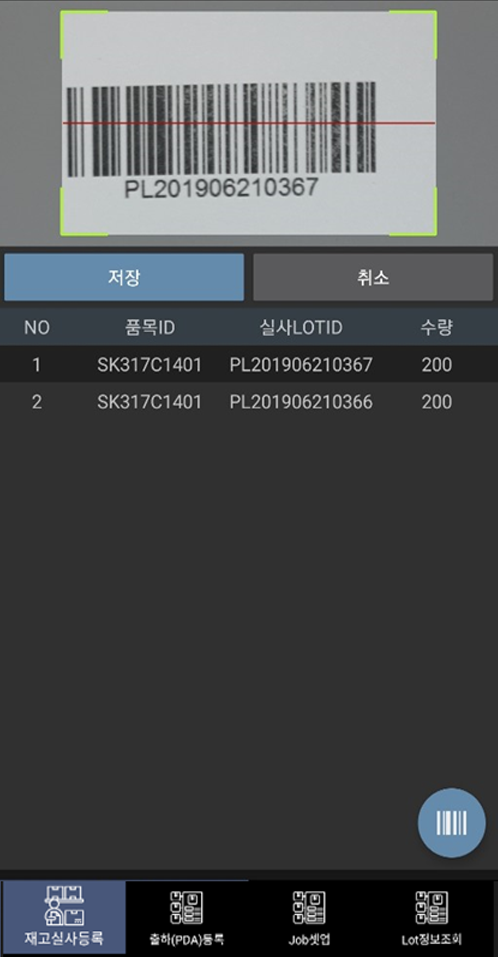 PL201906210367
저장 취소
NO 품목ID 실사LOTID 수량
1 SK317C1401 PL201906210367 200
2 SK317C1401 PL201906210366 200
재고실사등록 출하(PDA)등록 Job셋업 Lot정보조회